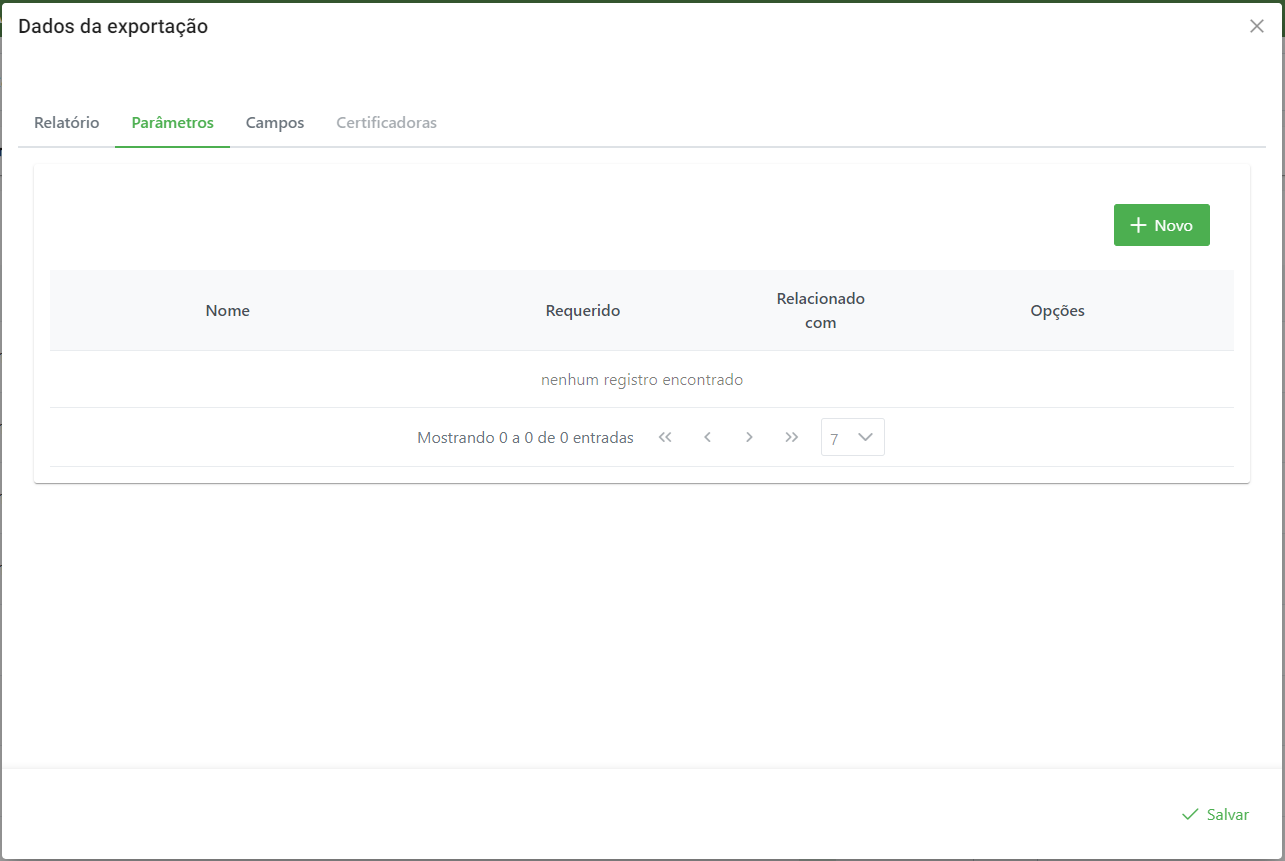 Dados da exportação
Relatório Parâmetros Campos Certificadoras
Novo
Nome Requerido Relacionado com Opções
nenhum registro encontrado
Mostrando 0 a 0 de 0 entradas 7
Salvar